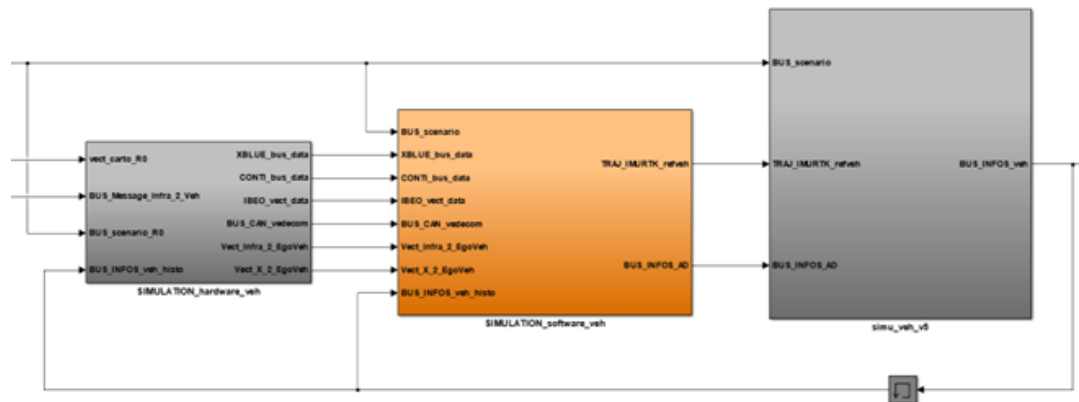 vect_carto_R0
BUS_Message_Infra_2_Veh
BUS_scenario_R0
BUS_INFOS_veh_histo
XBLUE_bus_data
CONTI_bus_data
IBEO_vect_data
BUS_CAN_vedecom
Vect_Infra_2_EgoVeh
Vect_X_2_EgoVeh
SIMULATION_hardware_veh
BUS_scenario
XBLUE_bus_data
CONTI_bus_data
IBEO_vect_data
BUS_CAN_vedecom
Vect_Infra_2_EgoVeh
Vect_X_2_EgoVeh
BUS_INFOS_veh_histo
TRAJ_IMURTK_refveh
BUS_INFOS_AD
SIMULATION_software_veh
BUS_scenario
TRAJ_IMURTK_refveh
BUS_INFOS_AD
BUS_INFOS_veh
simu_veh_v5